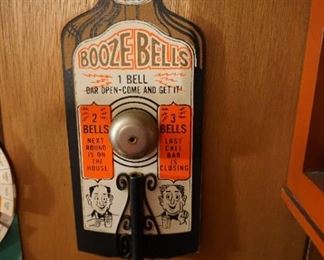 BOOZE BELLS
1 BELL
BAR OPEN-COME AND GET IT!
2
BELLS
NEXT
ROUND
IS ON
THE
HOUSE
3
BELLS
LAST
CALL
BAR
IS
CLOSING